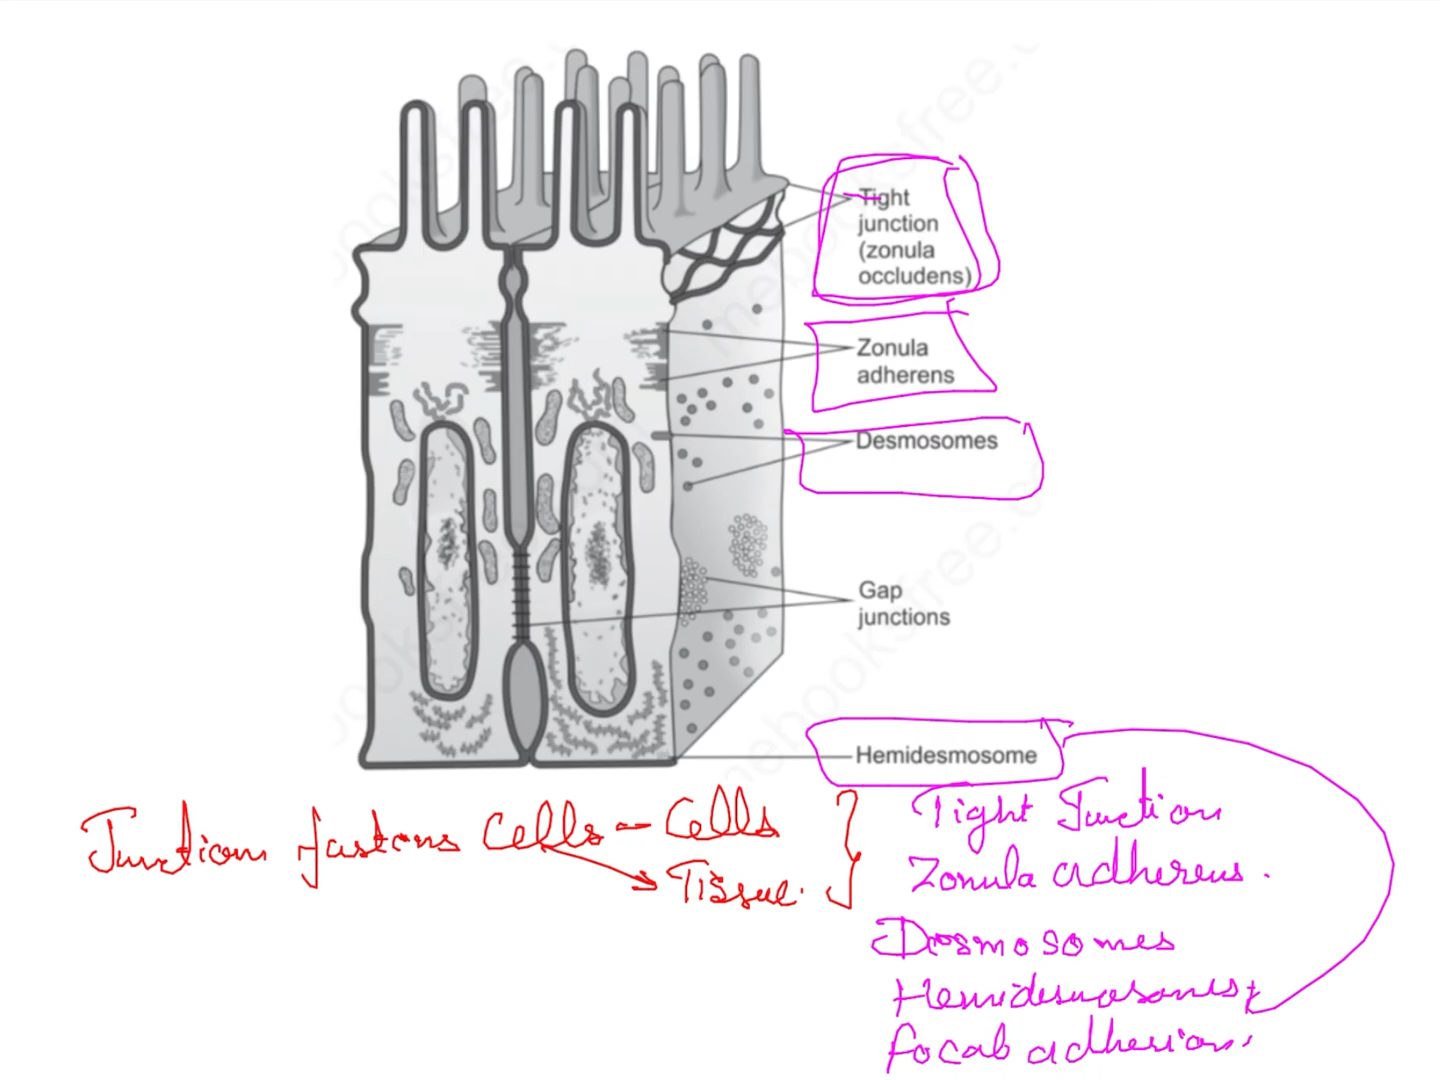 Tight
junction
(zonula
occludens)
Zonula
adherens
Desmosomes
Gap
junctions
Hemidesmosome
Junction fastens Cells - Cells
Tissue.
Tight Junction
Zonula adherens.
Desmosomes
Hemidesmosomes &
focal adhesion.